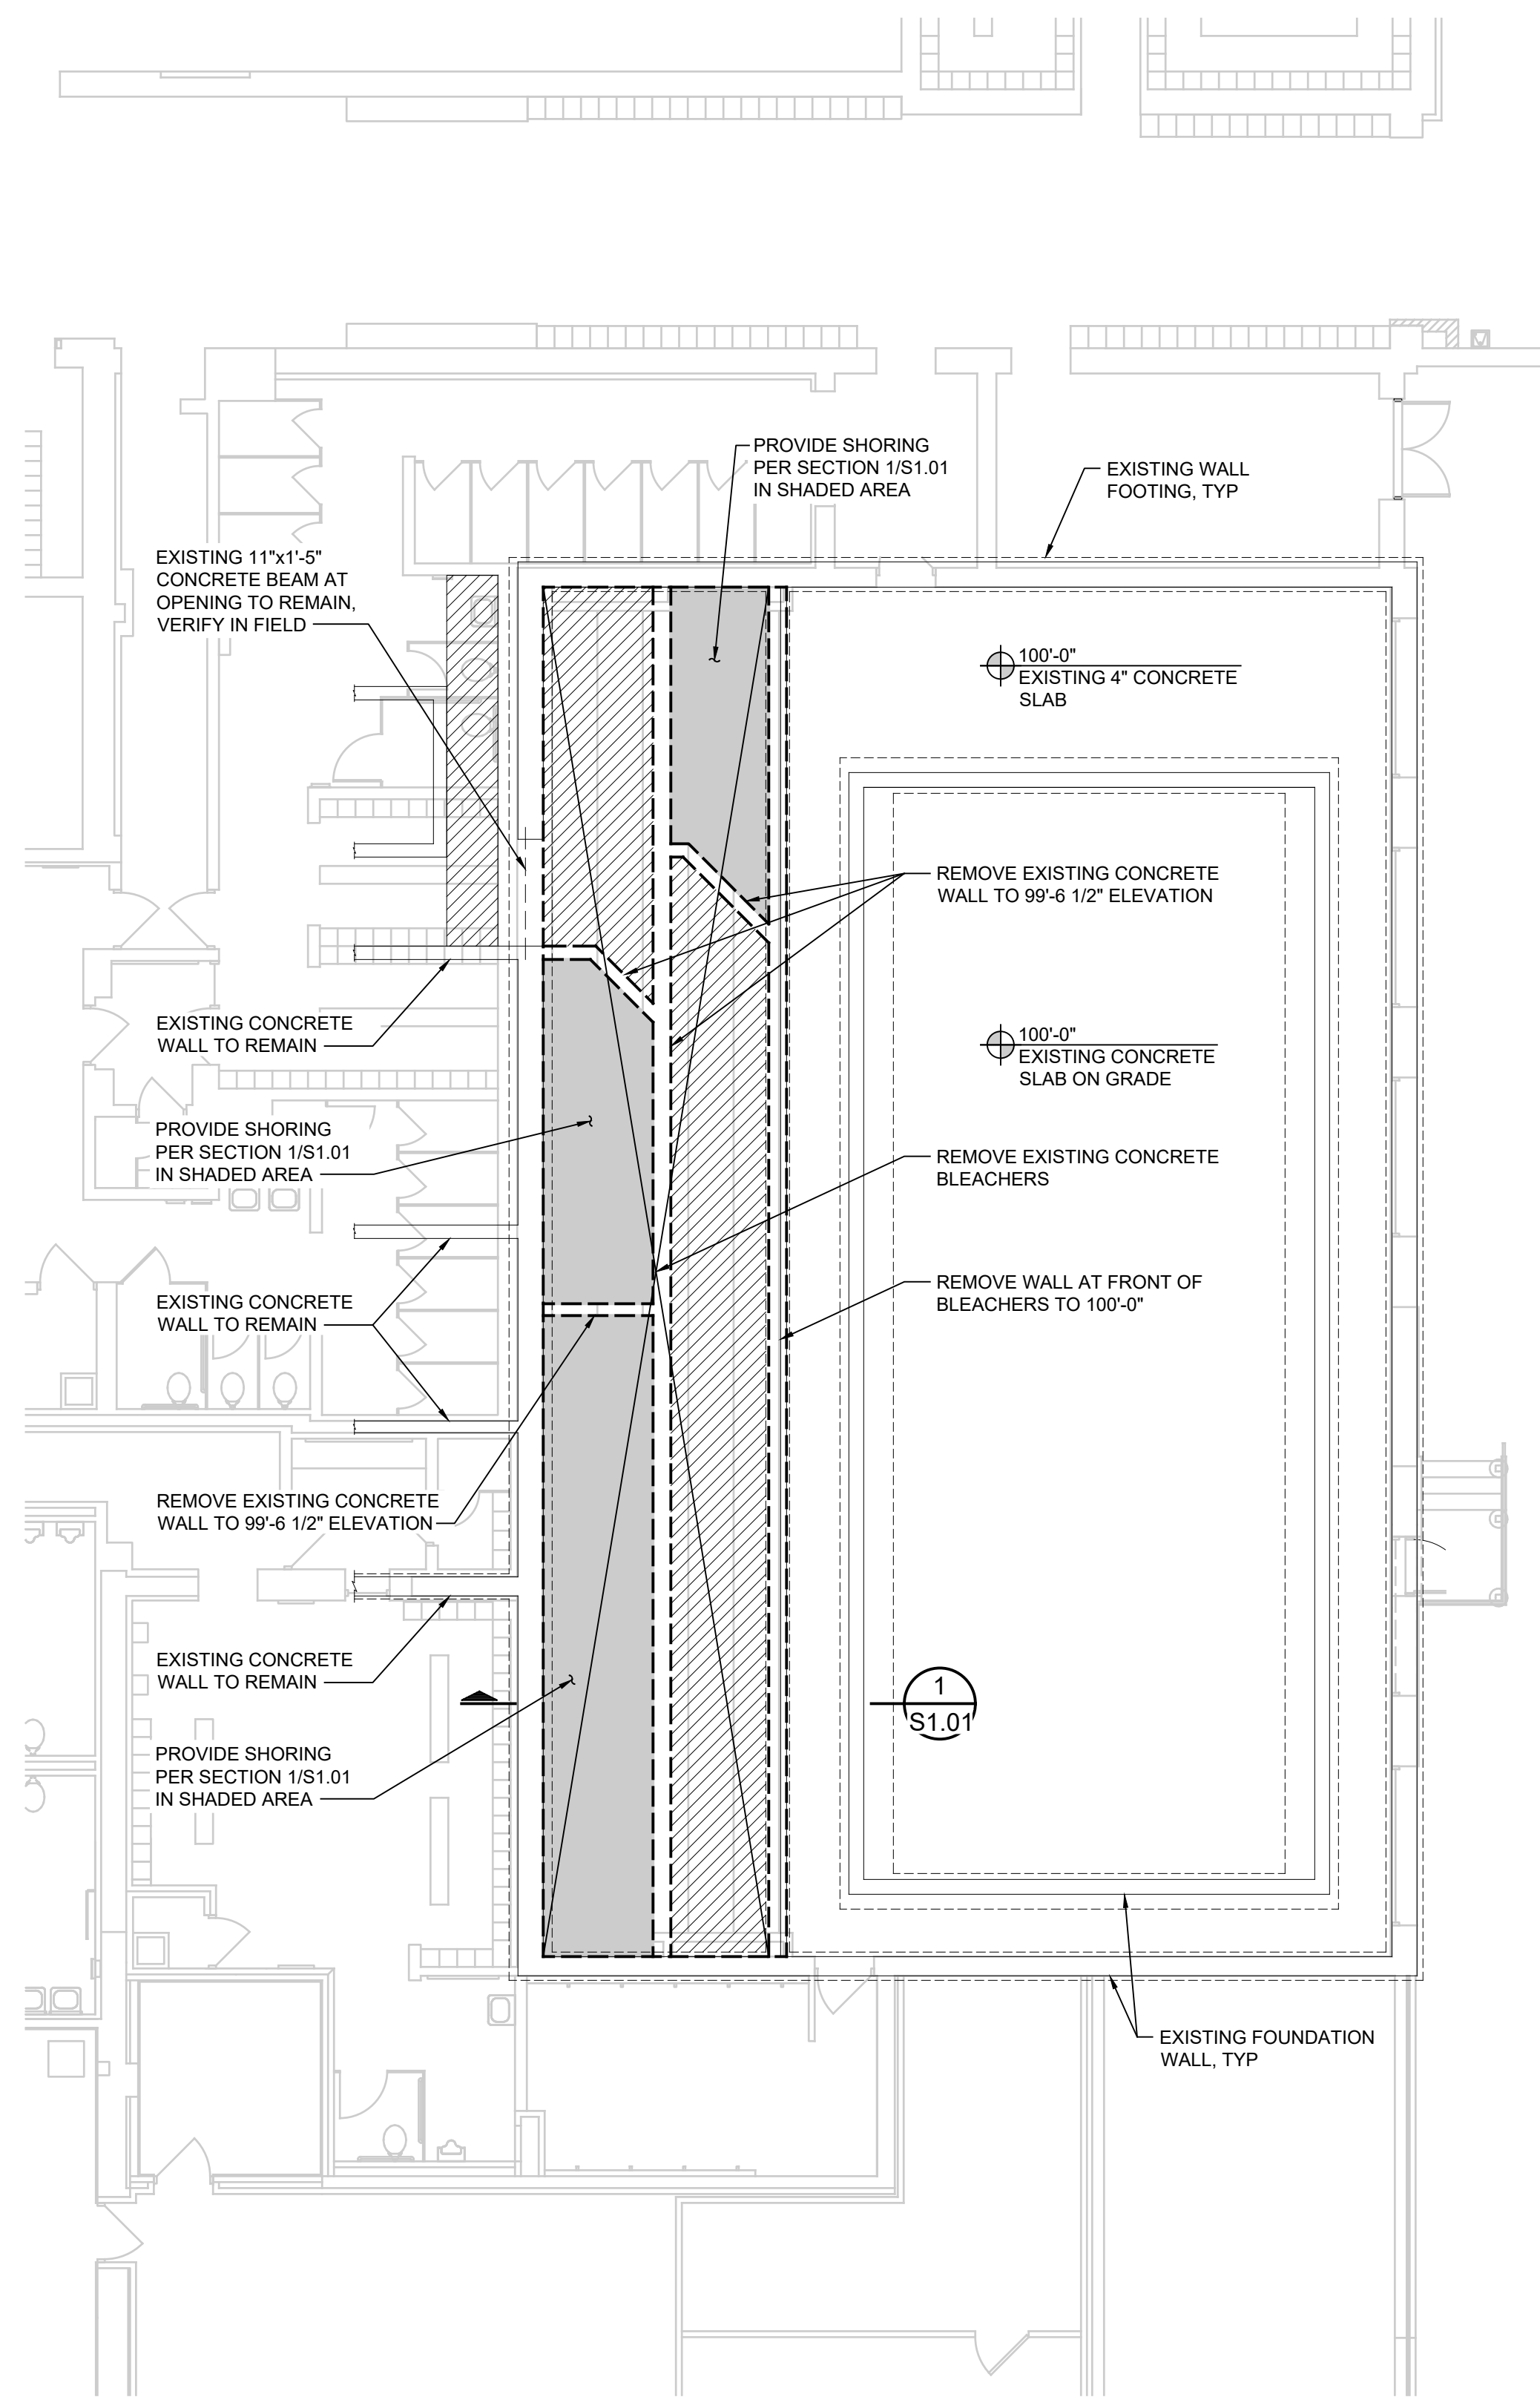 PROVIDE SHORING
PER SECTION 1/S1.01
IN SHADED AREA
EXISTING WALL
FOOTING, TYP
EXISTING 11"x1'-5"
CONCRETE BEAM AT
OPENING TO REMAIN,
VERIFY IN FIELD
100'-0"
EXISTING 4" CONCRETE
SLAB
REMOVE EXISTING CONCRETE
WALL TO 99'-6 1/2" ELEVATION
EXISTING CONCRETE
WALL TO REMAIN
100'-0"
EXISTING CONCRETE
SLAB ON GRADE
PROVIDE SHORING
PER SECTION 1/S1.01
IN SHADED AREA
REMOVE EXISTING CONCRETE
BLEACHERS
EXISTING CONCRETE
WALL TO REMAIN
REMOVE WALL AT FRONT OF
BLEACHERS TO 100'-0"
REMOVE EXISTING CONCRETE
WALL TO 99'-6 1/2" ELEVATION
EXISTING CONCRETE
WALL TO REMAIN
1
S1.01
PROVIDE SHORING
PER SECTION 1/S1.01
IN SHADED AREA
EXISTING FOUNDATION
WALL, TYP